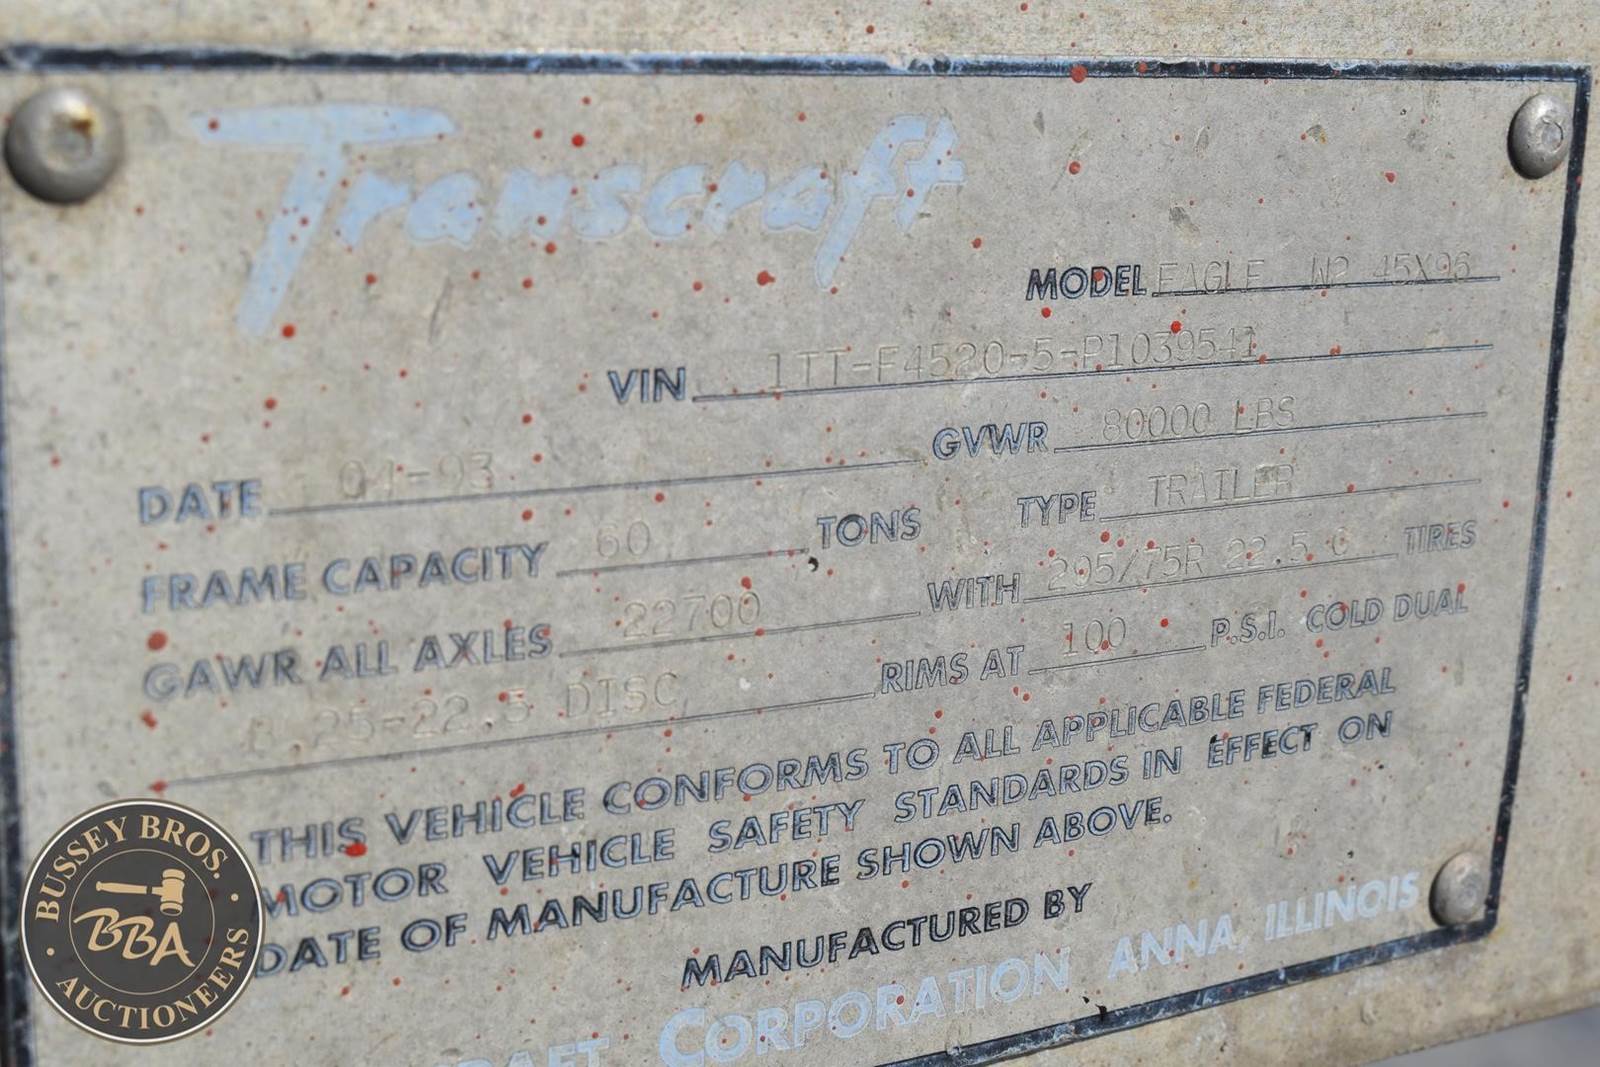 Transcraft
MODEL EAGLE W2 45X96
VIN 1TT-F4520-5-P1039541
DATE 04-93 GVWR 80000 LBS
FRAME CAPACITY 60 TONS TYPE TRAILER
GAWR ALL AXLES 22700 WITH 295/75R 22.5 G TIRES
8.25-22.5 DISC RIMS AT 100 P.S.I. COLD DUAL
THIS VEHICLE CONFORMS TO ALL APPLICABLE FEDERAL
MOTOR VEHICLE SAFETY STANDARDS IN EFFECT ON
DATE OF MANUFACTURE SHOWN ABOVE.
MANUFACTURED BY
CORPORATION ANNA, ILLINOIS
BUSSEY BROS.
BBA
AUCTIONEERS